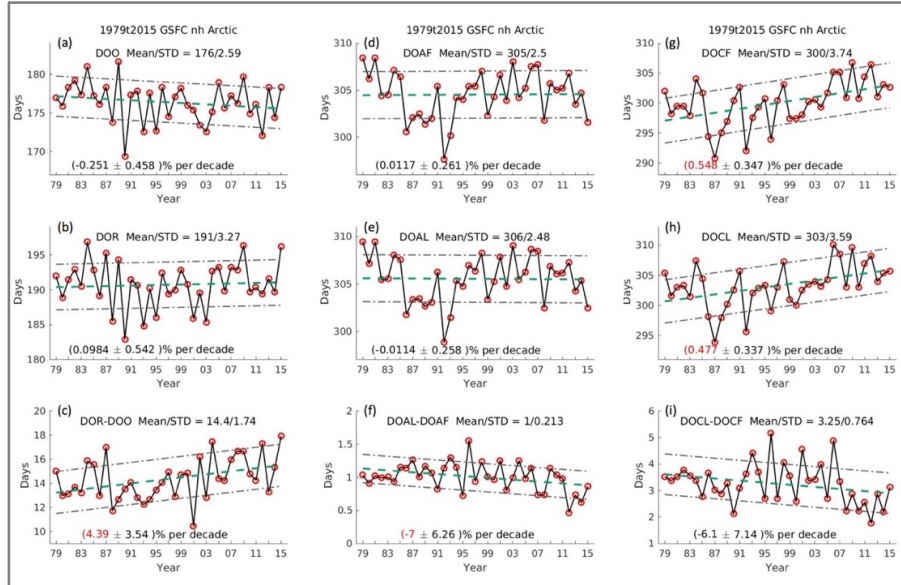 1979t2015 GSFC nh Arctic
(a)
DOO Mean/STD = 176/2.59
180
175
170
Days
(-0.251 ± 0.458 )% per decade
79 83 87 91 95 99 03 07 11 15
Year
(b)
DOR Mean/STD = 191/3.27
195
190
185
180
Days
(0.0984 ± 0.542 )% per decade
79 83 87 91 95 99 03 07 11 15
Year
(c)
DOR-DOO Mean/STD = 14.4/1.74
20
18
16
14
12
10
Days
(4.39 ± 3.54 )% per decade
79 83 87 91 95 99 03 07 11 15
Year
1979t2015 GSFC nh Arctic
(d)
DOAF Mean/STD = 305/2.5
310
305
300
Days
(0.0117 ± 0.261 )% per decade
79 83 87 91 95 99 03 07 11 15
Year
(e)
DOAL Mean/STD = 306/2.48
310
305
300
Days
(-0.0114 ± 0.258 )% per decade
79 83 87 91 95 99 03 07 11 15
Year
(f)
DOAL-DOAF Mean/STD = 1/0.213
2
1.5
1
0.5
0
Days
(-7 ± 6.26 )% per decade
79 83 87 91 95 99 03 07 11 15
Year
1979t2015 GSFC nh Arctic
(g)
DOCF Mean/STD = 300/3.74
310
305
300
295
290
Days
(0.548 ± 0.347 )% per decade
79 83 87 91 95 99 03 07 11 15
Year
(h)
DOCL Mean/STD = 303/3.59
310
305
300
295
Days
(0.477 ± 0.337 )% per decade
79 83 87 91 95 99 03 07 11 15
Year
(i)
DOCL-DOCF Mean/STD = 3.25/0.764
6
5
4
3
2
1
Days
(-6.1 ± 7.14 )% per decade
79 83 87 91 95 99 03 07 11 15
Year